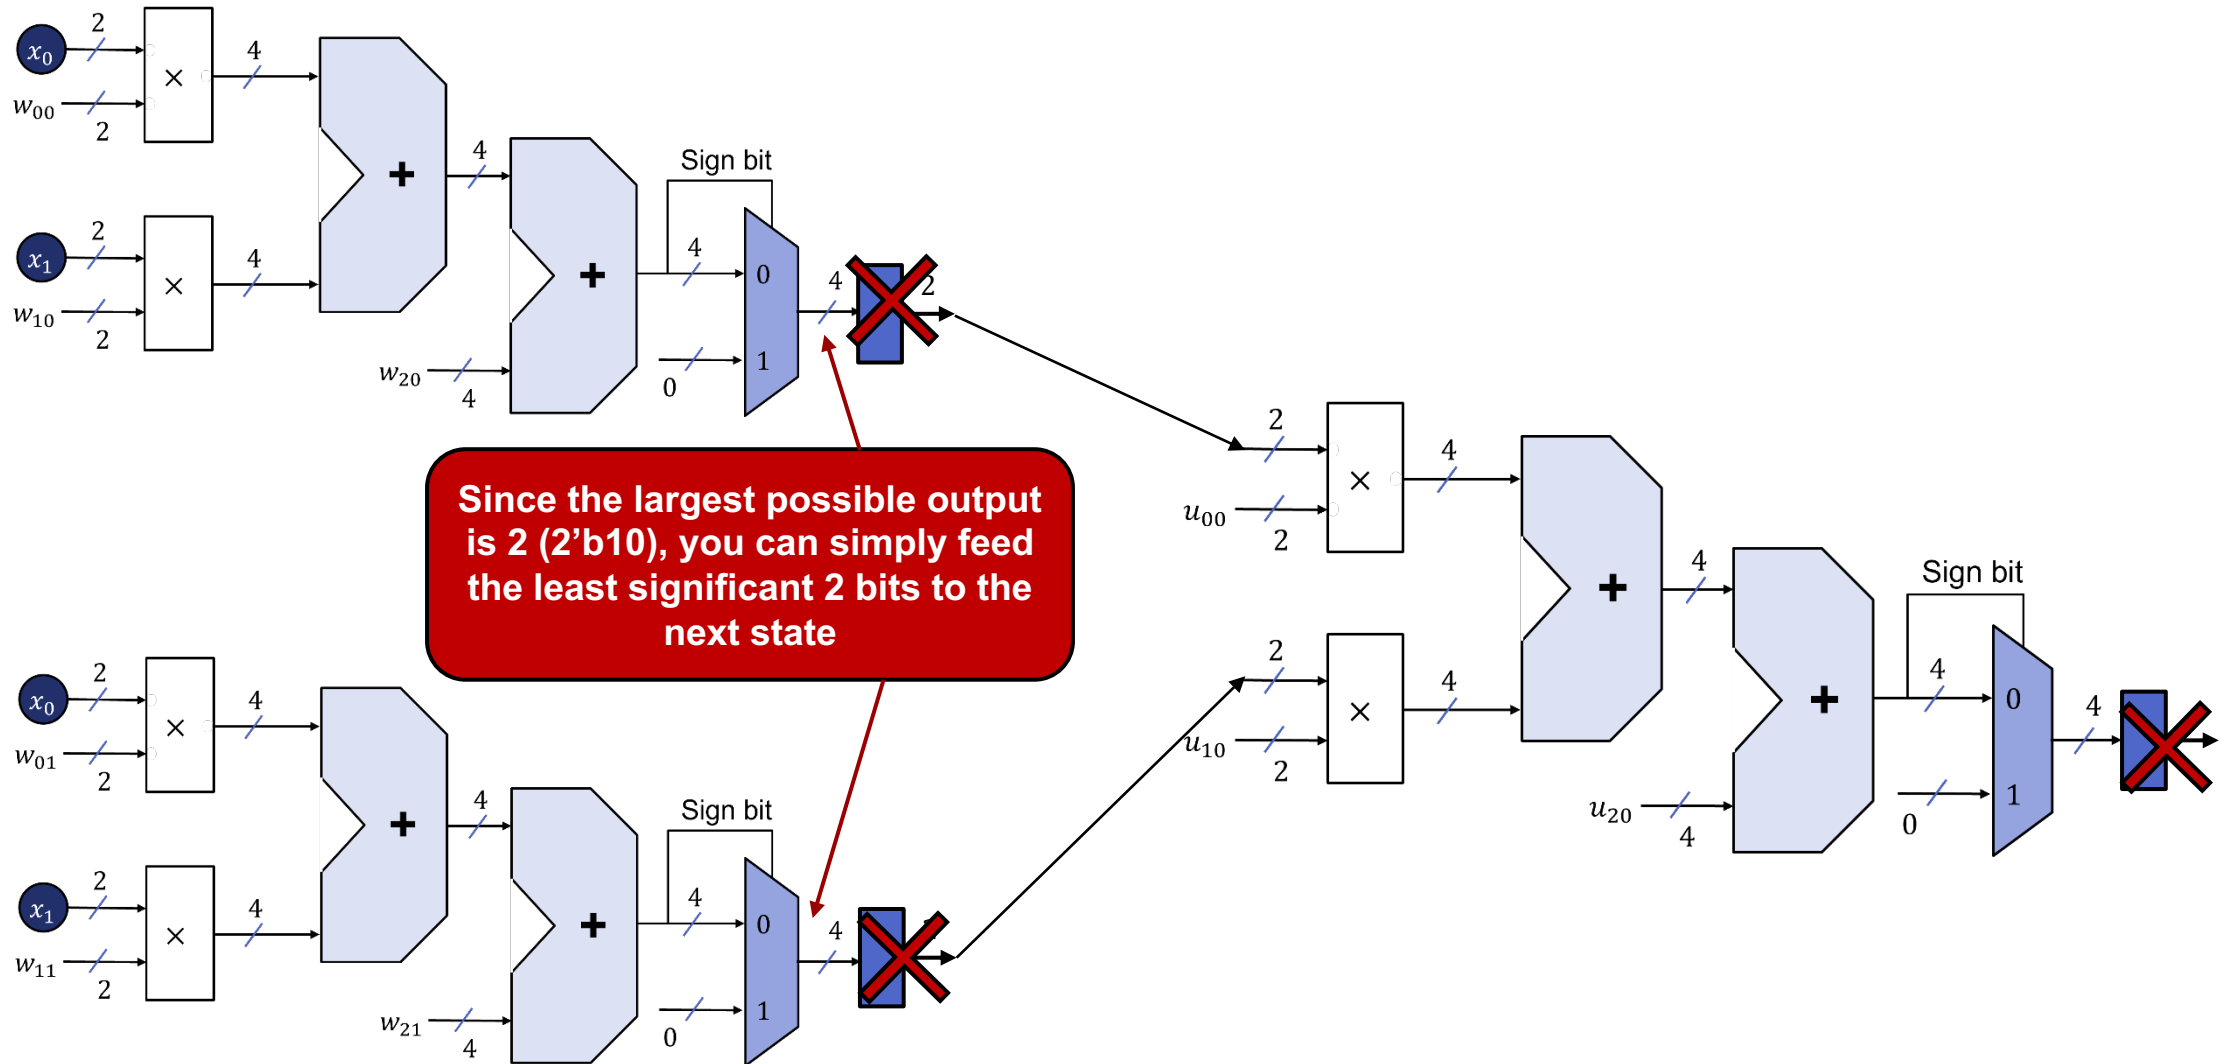 x₀ 2
w₀₀ 2
× 4
x₁ 2
w₁₀ 2
× 4
+ 4
w₂₀ 4
+
Sign bit
4 0
0 1
4 2
Since the largest possible output
is 2 (2’b10), you can simply feed
the least significant 2 bits to the
next state
x₀ 2
w₀₁ 2
× 4
x₁ 2
w₁₁ 2
× 4
+ 4
w₂₁ 4
+
Sign bit
4 0
0 1
4
2
u₀₀ 2
× 4
2
u₁₀ 2
× 4
+ 4
u₂₀ 4
+
Sign bit
4 0
0 1
4